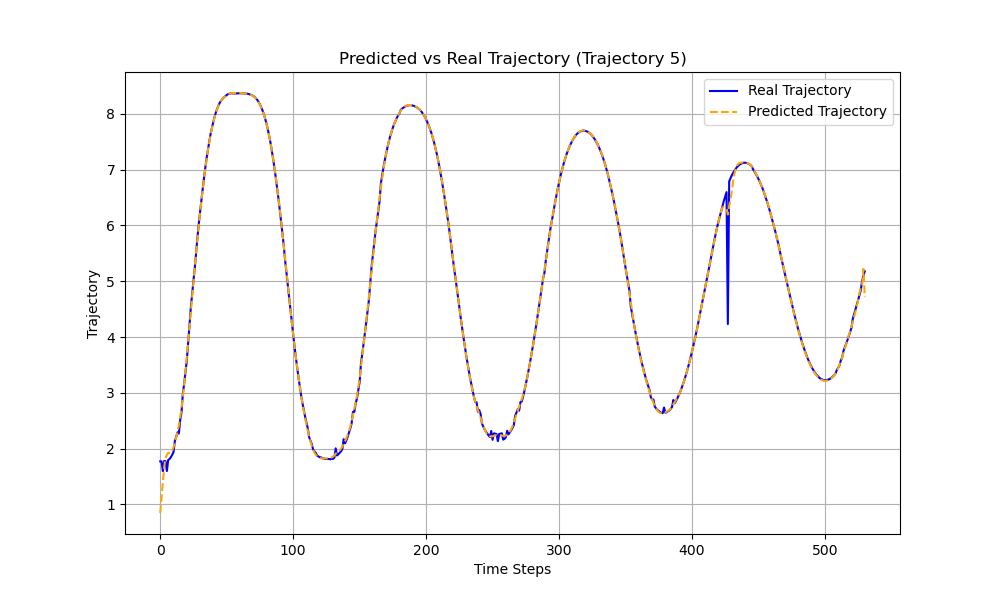 Predicted vs Real Trajectory (Trajectory 5)
Real Trajectory
Predicted Trajectory
Trajectory
8
7
6
5
4
3
2
1
0
100
200
300
400
500
Time Steps